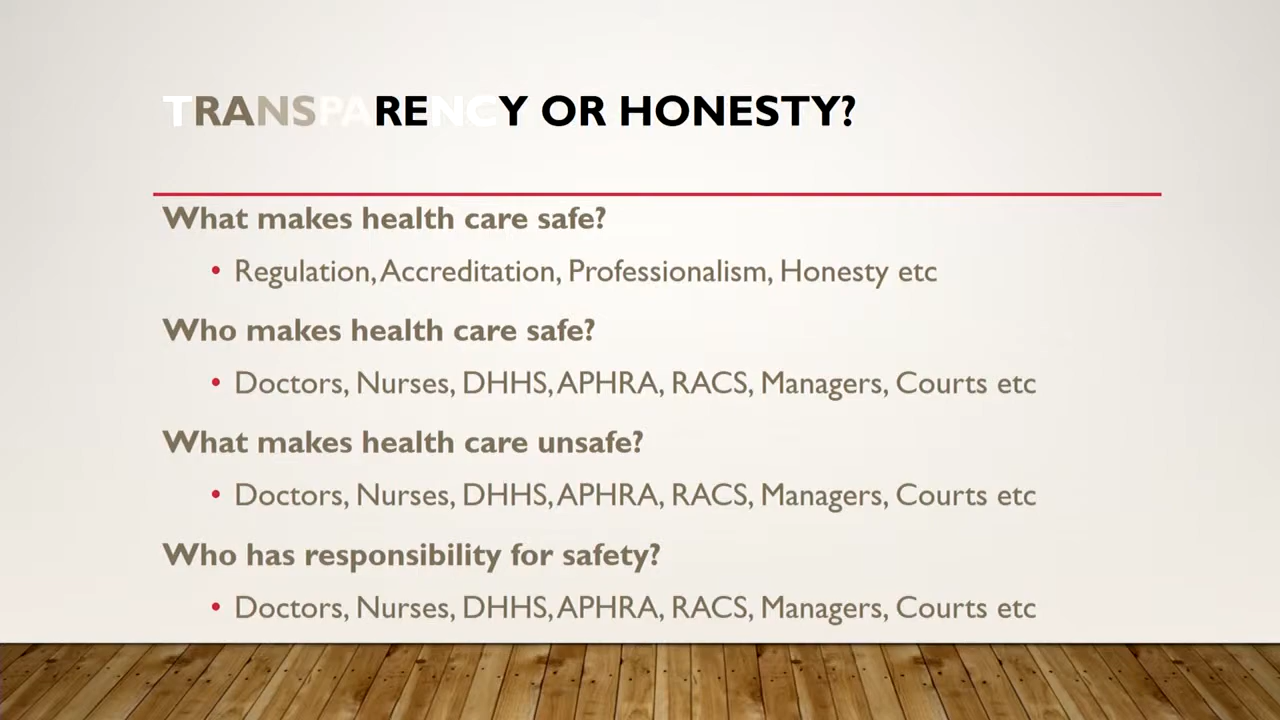 TRANSPARENCY OR HONESTY?
What makes health care safe?
• Regulation, Accreditation, Professionalism, Honesty etc
Who makes health care safe?
• Doctors, Nurses, DHHS, APHRA, RACS, Managers, Courts etc
What makes health care unsafe?
• Doctors, Nurses, DHHS, APHRA, RACS, Managers, Courts etc
Who has responsibility for safety?
• Doctors, Nurses, DHHS, APHRA, RACS, Managers, Courts etc